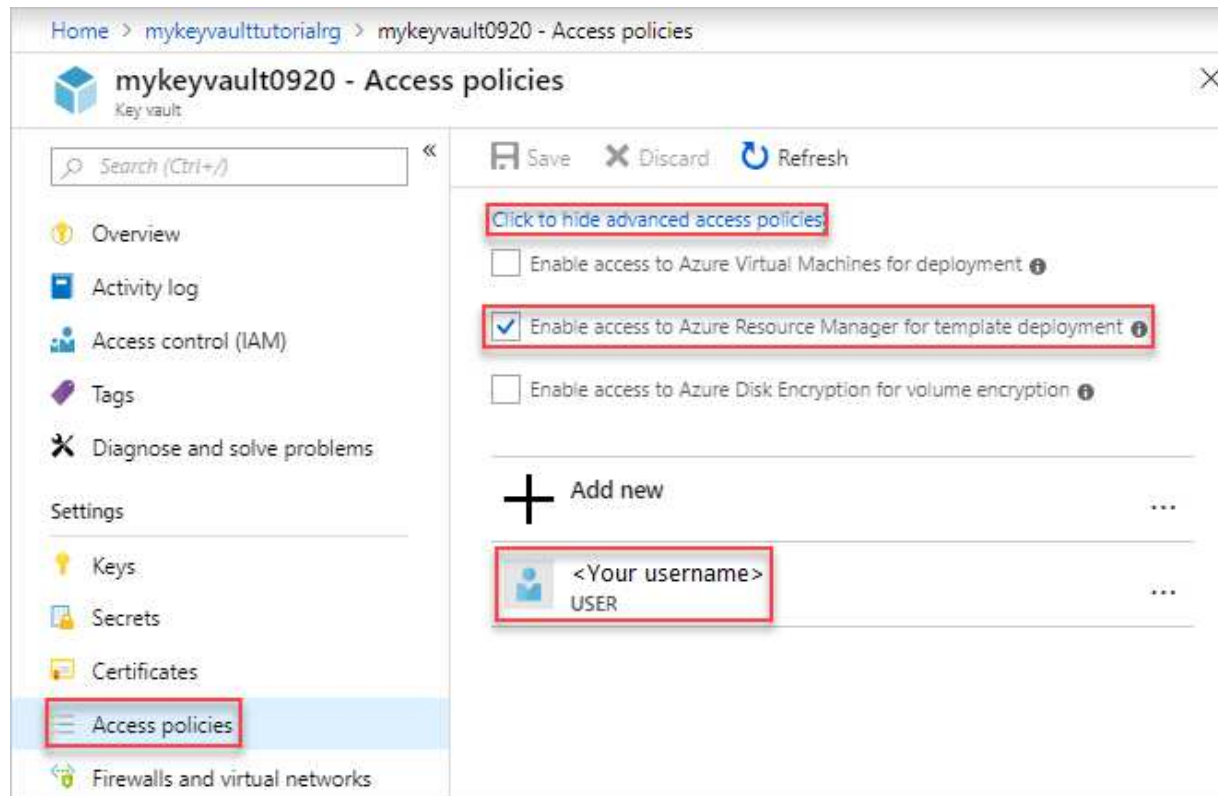 Home > mykeyvaulttutorialrg > mykeyvault0920 - Access policies
mykeyvault0920 - Access policies
Key vault
Search (Ctrl+/)
«
Overview
Activity log
Access control (IAM)
Tags
Diagnose and solve problems
Settings
Keys
Secrets
Certificates
Access policies
Firewalls and virtual networks
Save Discard Refresh
Click to hide advanced access policies
Enable access to Azure Virtual Machines for deployment
Enable access to Azure Resource Manager for template deployment
Enable access to Azure Disk Encryption for volume encryption
Add new
...
<Your username>
USER
...